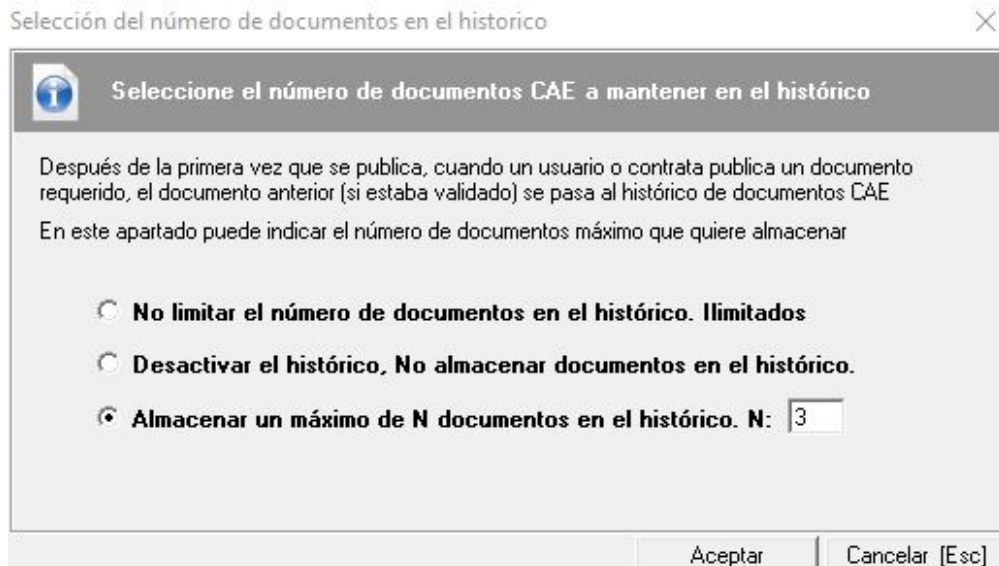 Selección del número de documentos en el historico
Seleccione el número de documentos CAE a mantener en el histórico
Después de la primera vez que se publica, cuando un usuario o contrata publica un documento
requerido, el documento anterior (si estaba validado) se pasa al histórico de documentos CAE
En este apartado puede indicar el número de documentos máximo que quiere almacenar
No limitar el número de documentos en el histórico. Ilimitados
Desactivar el histórico, No almacenar documentos en el histórico.
Almacenar un máximo de N documentos en el histórico. N: 3
Aceptar Cancelar [Esc]